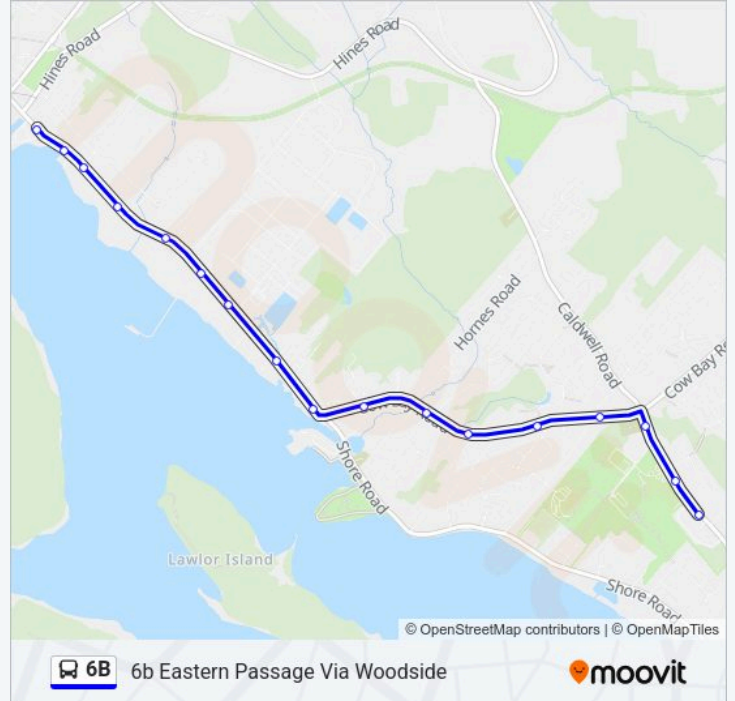 Hines Road
Hines Road
Hornes Road
Caldwell Road
Cow Bay Ro
Shore Road
Lawlor Island
Shore Road
© OpenStreetMap contributors | © OpenMapTiles
6B 6b Eastern Passage Via Woodside moovit